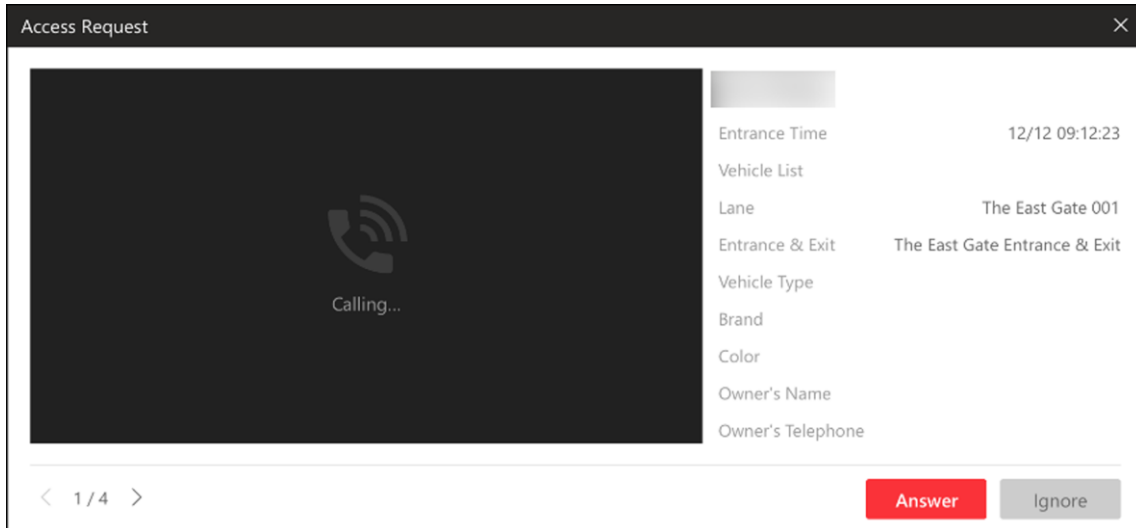 Access Request
Calling...
Entrance Time 12/12 09:12:23
Vehicle List
Lane The East Gate 001
Entrance & Exit The East Gate Entrance & Exit
Vehicle Type
Brand
Color
Owner's Name
Owner's Telephone
1 / 4
Answer Ignore